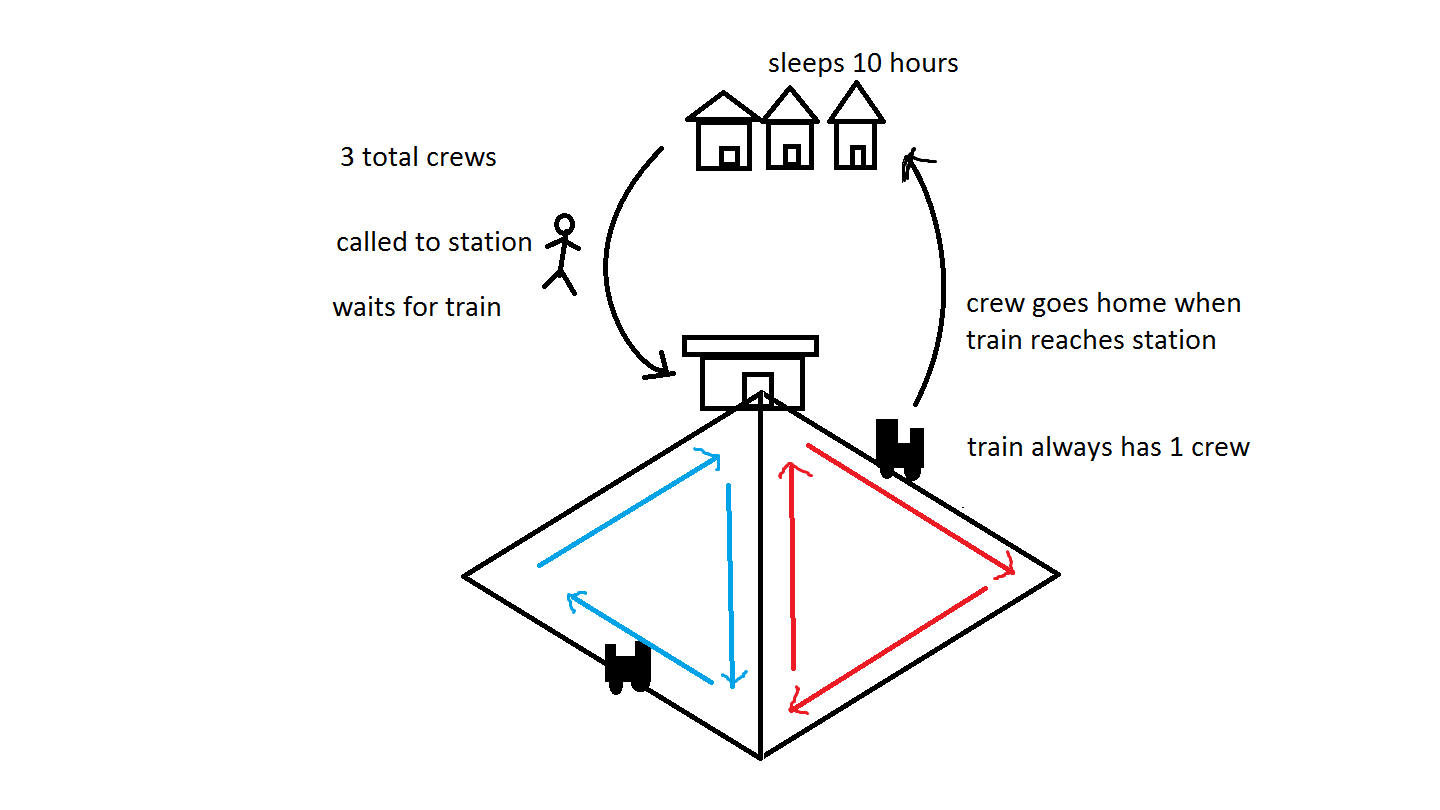 sleeps 10 hours
3 total crews
called to station
waits for train
crew goes home when
train reaches station
train always has 1 crew